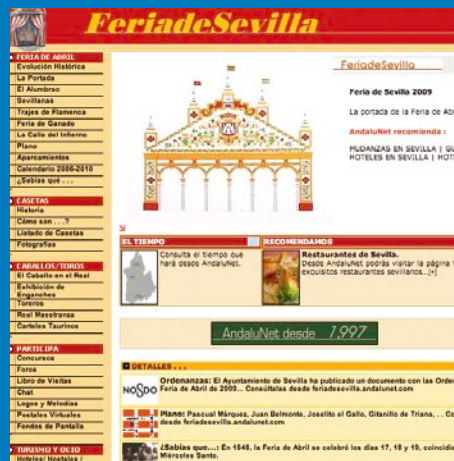 FeriadeSevilla
FERIA DE ABRIL
Evolución Histórica
La Portada
El Alumbrao
Sevillanas
Trajes de Flamenca
Feria de Ganado
La Calle del Infierno
Plano
Aparcamientos
Calendario 2006-2010
¿Sabías que . . .
CASETAS
Historia
Cómo son . . .?
Listado de Casetas
Fotografías
CABALLOS/TOROS
El Caballo en el Real
Exhibición de
Enganches
Toreros
Real Maestranza
Carteles Taurinos
PARTICIPA
Concursos
Foros
Libro de Visitas
Chat
Logos y Melodías
Postales Virtuales
Fondos de Pantalla
TURISMO Y OCIO
Hoteles/ Hostales /
FeriadeSevilla
Feria de Sevilla 2009
La portada de la Feria de Ab
AndaluNet recomienda :
MUDANZAS EN SEVILLA | GU
HOTELES EN SEVILLA | HOT
EL TIEMPO
Consulta el tiempo que
hará desde AndaluNet.
RECOMENDAMOS
Restaurantes de Sevilla.
Desde AndaluNet podrás visitar la página
exquisitos restaurantes sevillanos...[+]
AndaluNet desde 1,997
DETALLES . . .
NO8DO
Ordenanzas: El Ayuntamiento de Sevilla ha publicado un documento con las Orde
Feria de Abril de 2009... Consúltalas desde feriadesevilla.andalunet.com
Plano: Pascual Márquez, Juan Belmonte, Joselito el Gallo, Gitanillo de Triana, . . Co
desde feriadesevilla.andalunet.com
¿Sabías que...: En 1848, la Feria de Abril se celebró los días 17, 18 y 19, coincidie
Miércoles Santo.